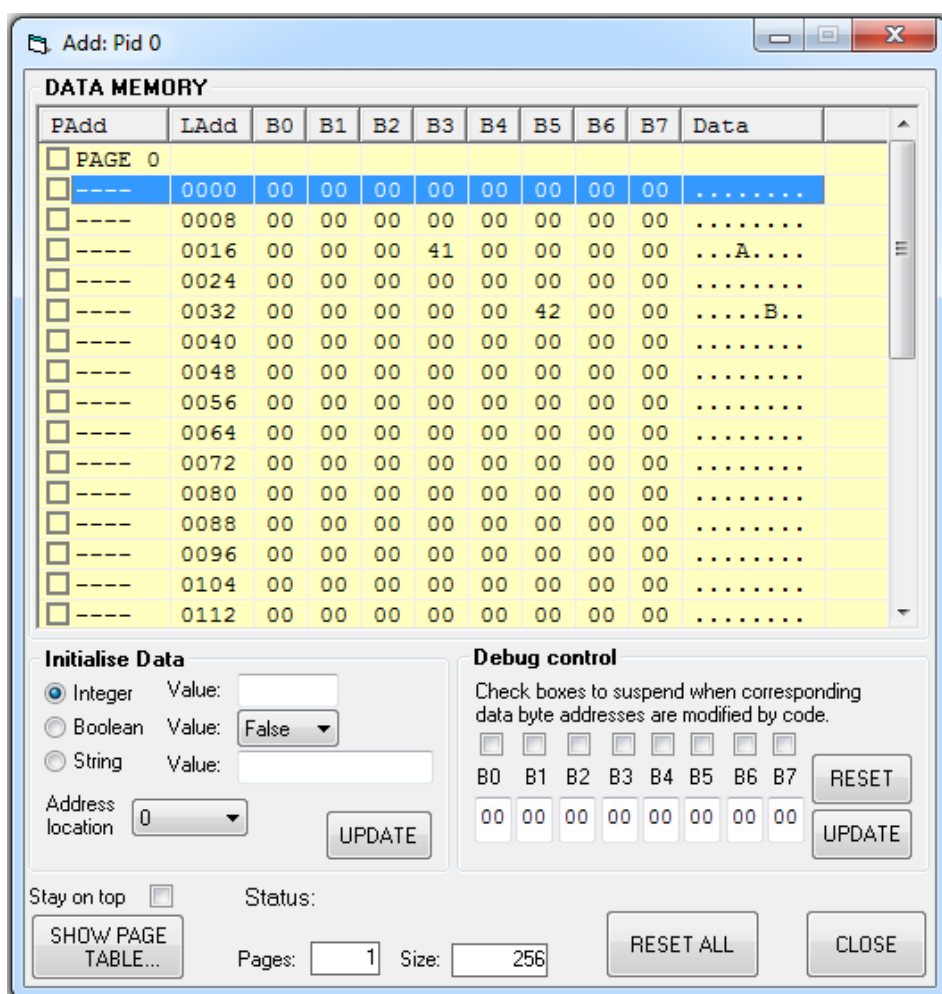 Add: Pid 0
DATA MEMORY
PAdd LAdd B0 B1 B2 B3 B4 B5 B6 B7 Data
PAGE 0
---- 0000 00 00 00 00 00 00 00 00 ........
---- 0008 00 00 00 00 00 00 00 00 ........
---- 0016 00 00 00 41 00 00 00 00 ...A....
---- 0024 00 00 00 00 00 00 00 00 ........
---- 0032 00 00 00 00 00 42 00 00 .....B..
---- 0040 00 00 00 00 00 00 00 00 ........
---- 0048 00 00 00 00 00 00 00 00 ........
---- 0056 00 00 00 00 00 00 00 00 ........
---- 0064 00 00 00 00 00 00 00 00 ........
---- 0072 00 00 00 00 00 00 00 00 ........
---- 0080 00 00 00 00 00 00 00 00 ........
---- 0088 00 00 00 00 00 00 00 00 ........
---- 0096 00 00 00 00 00 00 00 00 ........
---- 0104 00 00 00 00 00 00 00 00 ........
---- 0112 00 00 00 00 00 00 00 00 ........
Initialise Data
Integer Value:
Boolean Value: False
String Value:
Address
location 0
UPDATE
Debug control
Check boxes to suspend when corresponding
data byte addresses are modified by code.
B0 B1 B2 B3 B4 B5 B6 B7
00 00 00 00 00 00 00 00
RESET
UPDATE
Stay on top
Status:
SHOW PAGE
TABLE...
Pages: 1 Size: 256
RESET ALL
CLOSE